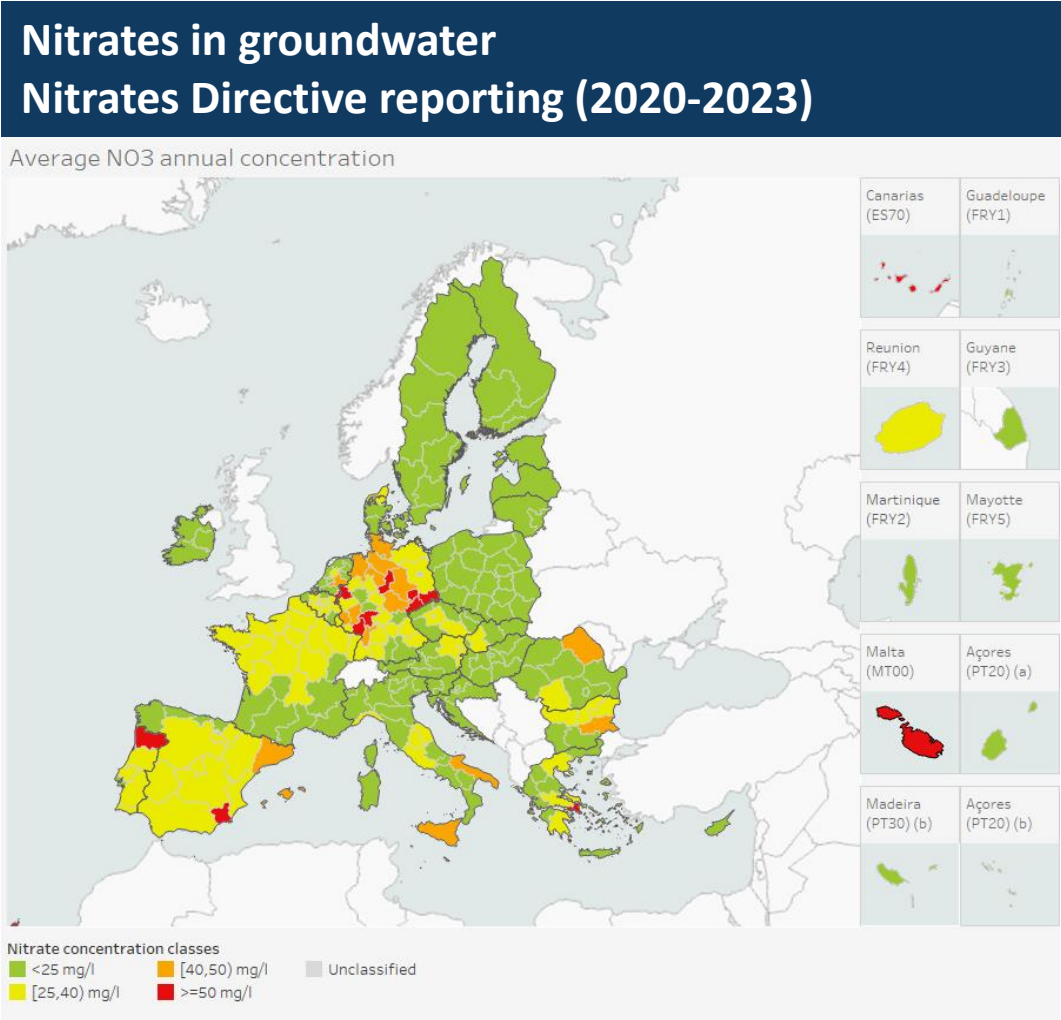 Nitrates in groundwater
Nitrates Directive reporting (2020-2023)
Average NO3 annual concentration
Canarias
(ES70)
Guadeloupe
(FRY1)
Reunion
(FRY4)
Guyane
(FRY3)
Martinique
(FRY2)
Mayotte
(FRY5)
Malta
(MT00)
Açores
(PT20) (a)
Madeira
(PT30) (b)
Açores
(PT20) (b)
Nitrate concentration classes
<25 mg/l
[40,50) mg/l
Unclassified
[25,40) mg/l
>=50 mg/l